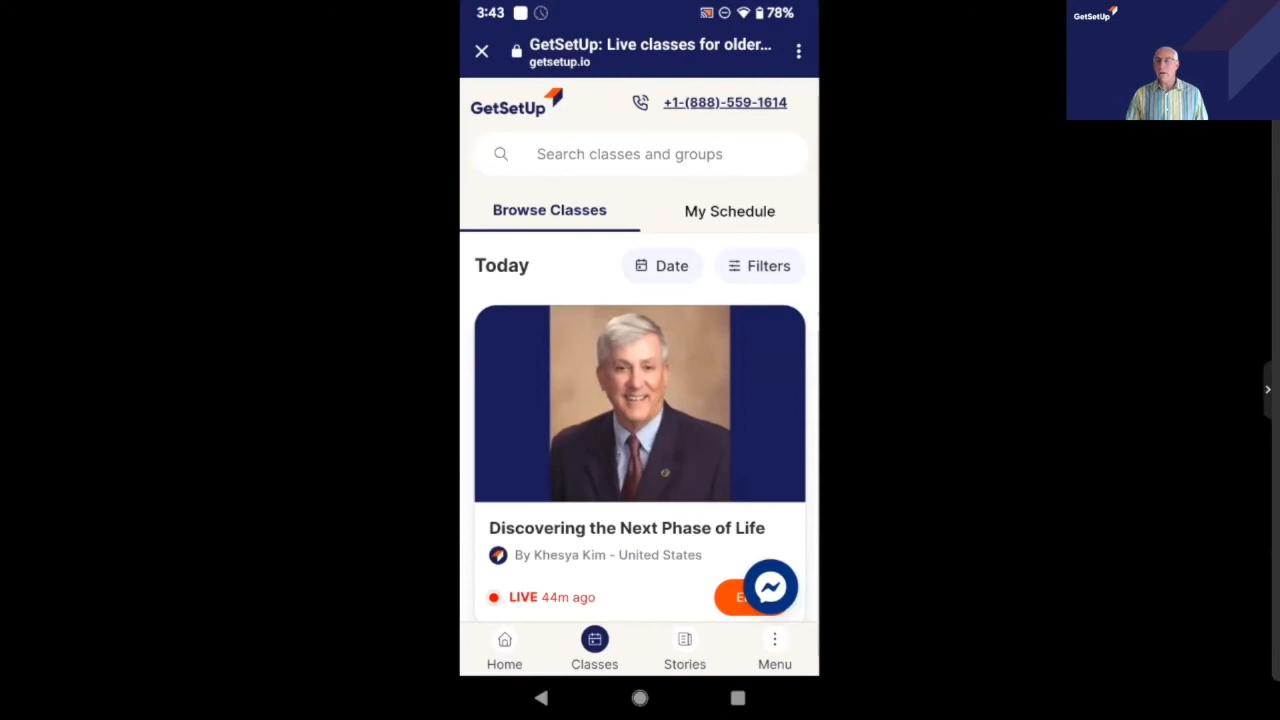 3:43
78%
GetSetUp: Live classes for older...
getsetup.io
GetSetUp
+1-(888)-559-1614
Search classes and groups
Browse Classes
My Schedule
Today
Date
Filters
Discovering the Next Phase of Life
By Khesya Kim - United States
LIVE 44m ago
Home
Classes
Stories
Menu
GetSetUp